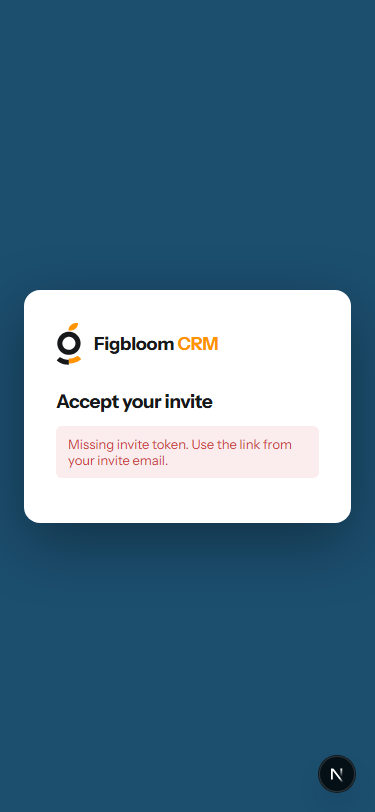 Figbloom CRM
Accept your invite
Missing invite token. Use the link from
your invite email.
N